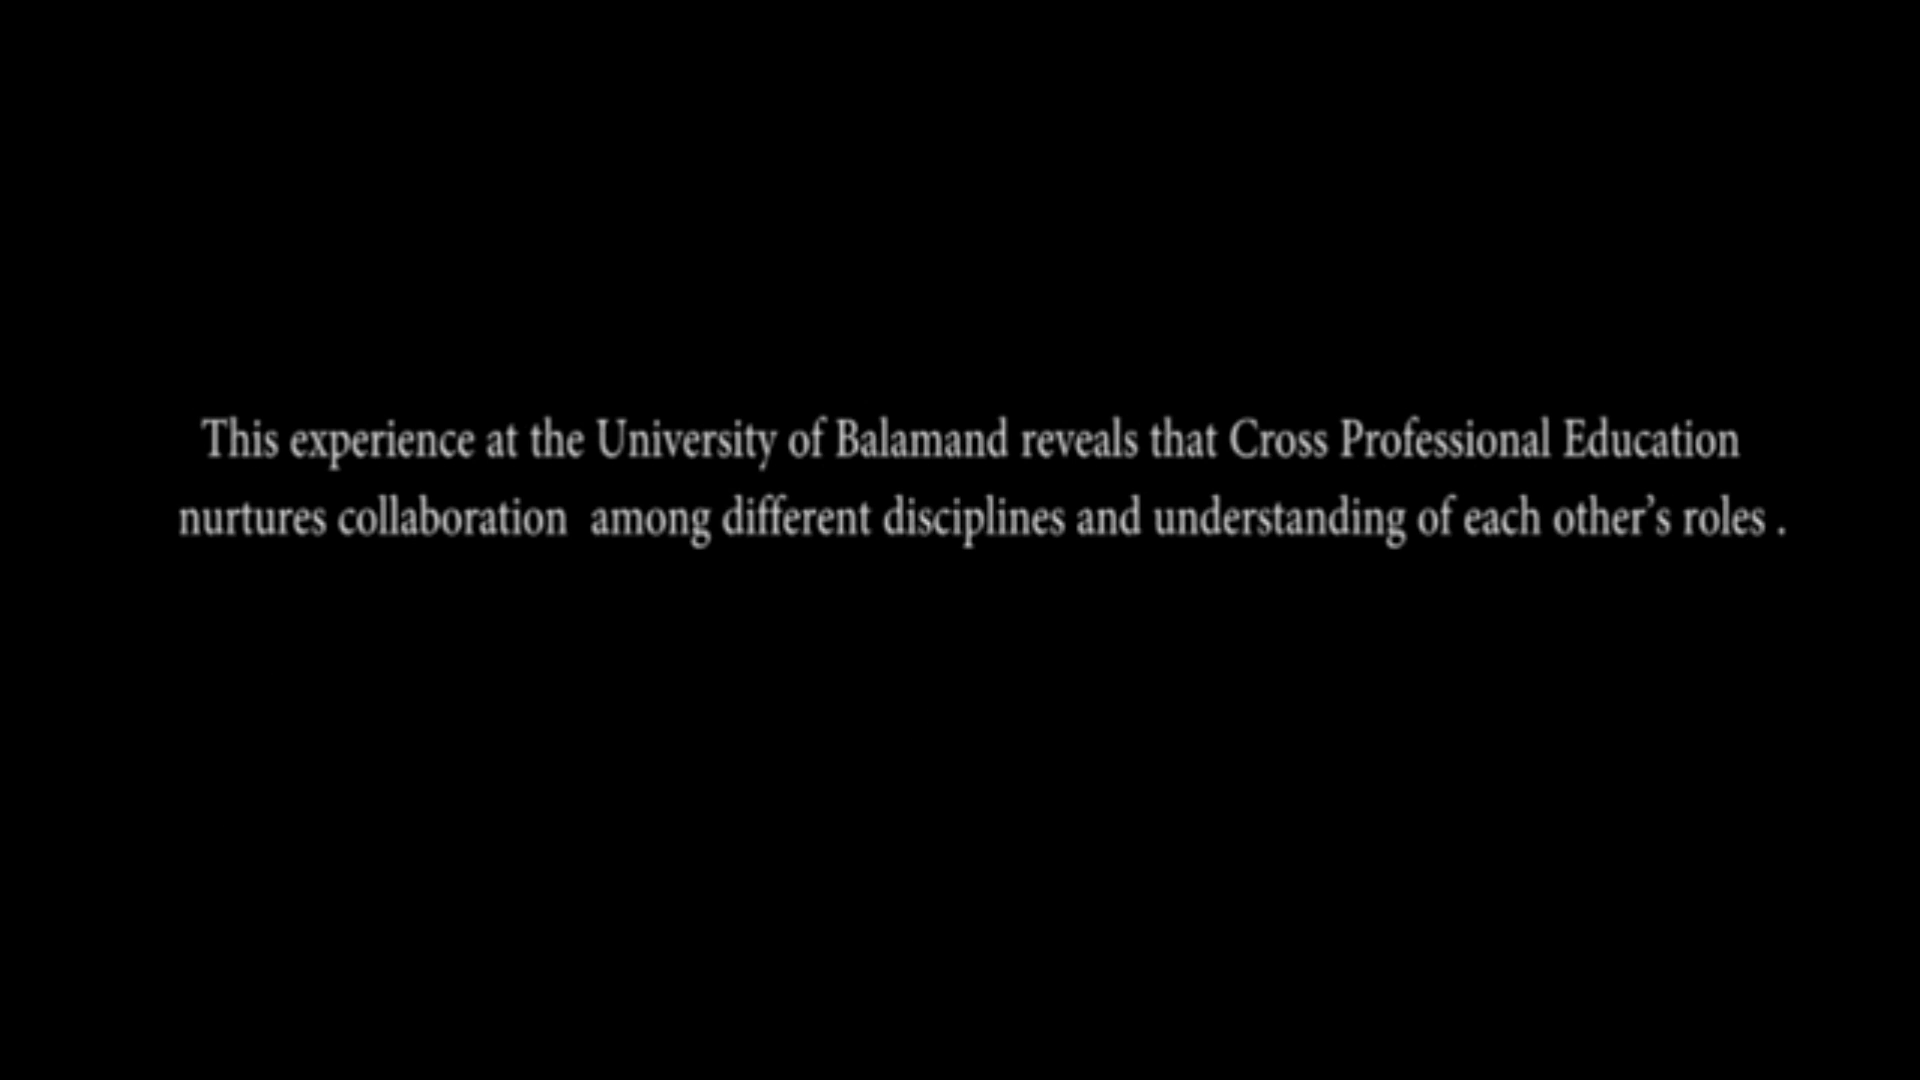 This experience at the University of Balamand reveals that Cross Professional Education
nurtures collaboration  among different disciplines and understanding of each other’s roles .